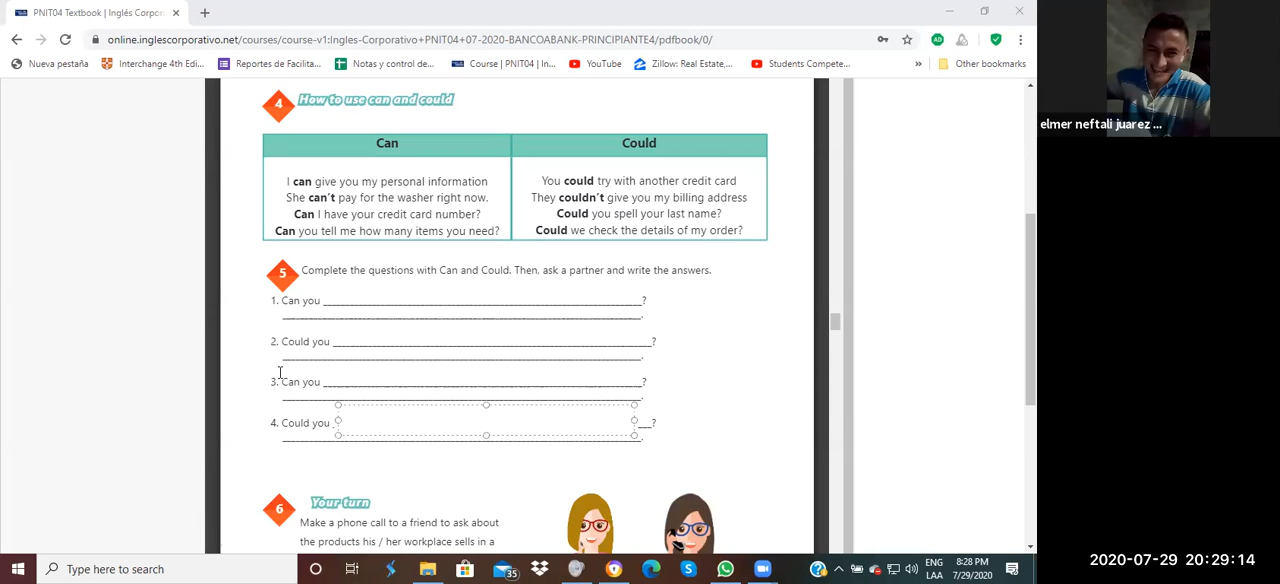 PNIT04 Textbook | Inglés Corpor
online.inglescorporativo.net/courses/course-v1:Ingles-Corporativo+PNIT04+07-2020-BANCOABANK-PRINCIPIANTE4/pdfbook/0/
Nueva pestaña
Interchange 4th Edi...
Reportes de Facilita...
Notas y control de...
Course | PNIT04 | In...
YouTube
Zillow: Real Estate,...
Students Compete...
»
Other bookmarks
elmer neftali juarez ...
4 How to use can and could
Can
I can give you my personal information
She can't pay for the washer right now.
Can I have your credit card number?
Can you tell me how many items you need?
Could
You could try with another credit card
They couldn't give you my billing address
Could you spell your last name?
Could we check the details of my order?
5 Complete the questions with Can and Could. Then, ask a partner and write the answers.
1. Can you ______________________________?
______________________________.
2. Could you ______________________________?
______________________________.
3. Can you ______________________________?
______________________________.
4. Could you ___?
______________________________.
6 Your turn
Make a phone call to a friend to ask about
the products his / her workplace sells in a
Type here to search
35
ENG
LAA
8:28 PM
7/29/2020
2020-07-29 20:29:14